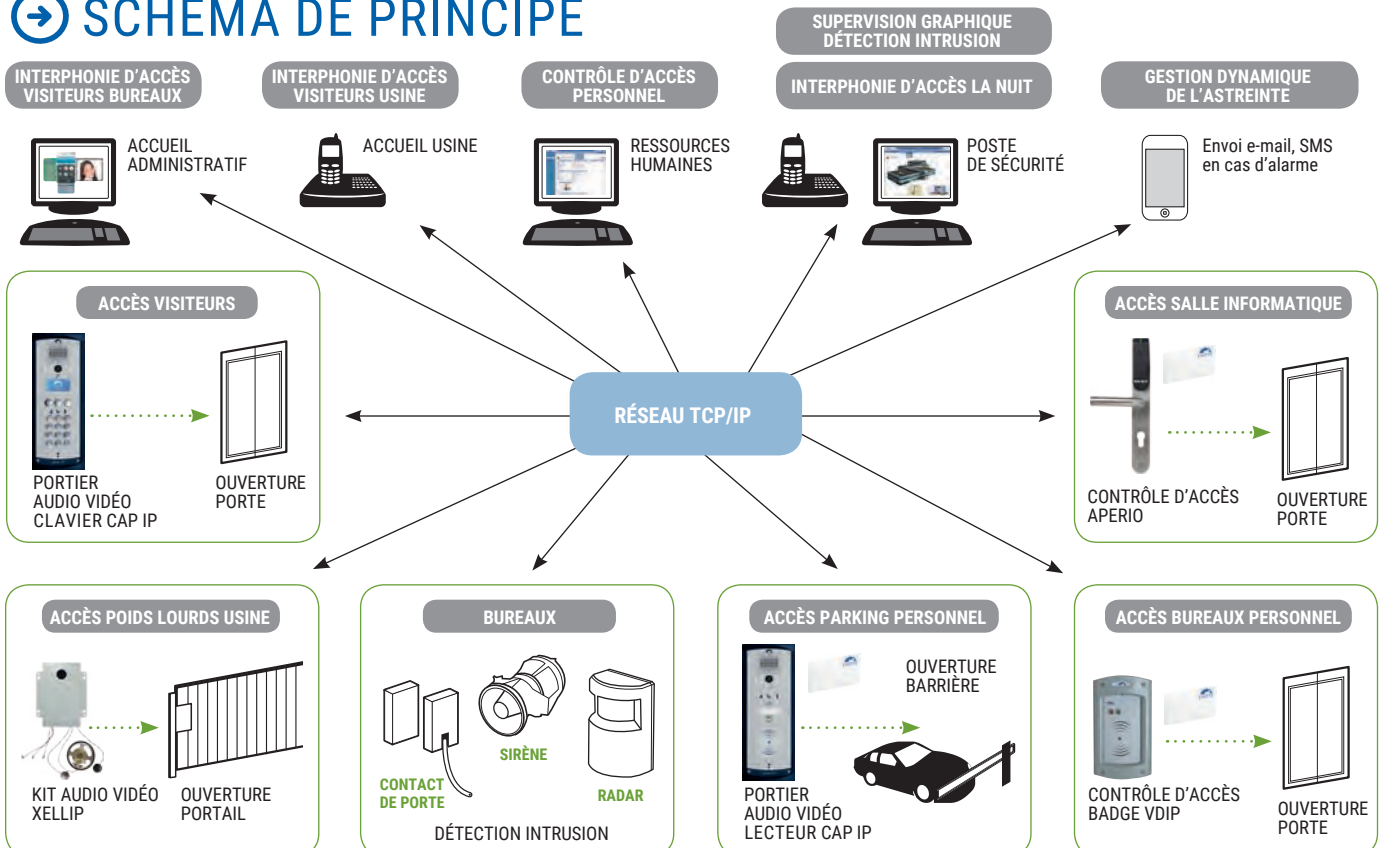 SCHÉMA DE PRINCIPE
SUPERVISION GRAPHIQUE
DÉTECTION INTRUSION
INTERPHONIE D'ACCÈS
VISITEURS BUREAUX
INTERPHONIE D'ACCÈS
VISITEURS USINE
CONTRÔLE D'ACCÈS
PERSONNEL
INTERPHONIE D'ACCÈS LA NUIT
GESTION DYNAMIQUE
DE L'ASTREINTE
ACCUEIL
ADMINISTRATIF
ACCUEIL USINE
RESSOURCES
HUMAINES
POSTE
DE SÉCURITÉ
Envoi e-mail, SMS
en cas d'alarme
ACCÈS VISITEURS
PORTIER
AUDIO VIDÉO
CLAVIER CAP IP
OUVERTURE
PORTE
RÉSEAU TCP/IP
ACCÈS SALLE INFORMATIQUE
CONTRÔLE D'ACCÈS
APERIO
OUVERTURE
PORTE
ACCÈS POIDS LOURDS USINE
KIT AUDIO VIDÉO
XELLIP
OUVERTURE
PORTAIL
BUREAUX
CONTACT
DE PORTE
SIRÈNE
RADAR
DÉTECTION INTRUSION
ACCÈS PARKING PERSONNEL
OUVERTURE
BARRIÈRE
PORTIER
AUDIO VIDÉO
LECTEUR CAP IP
ACCÈS BUREAUX PERSONNEL
CONTRÔLE D'ACCÈS
BADGE VDIP
OUVERTURE
PORTE